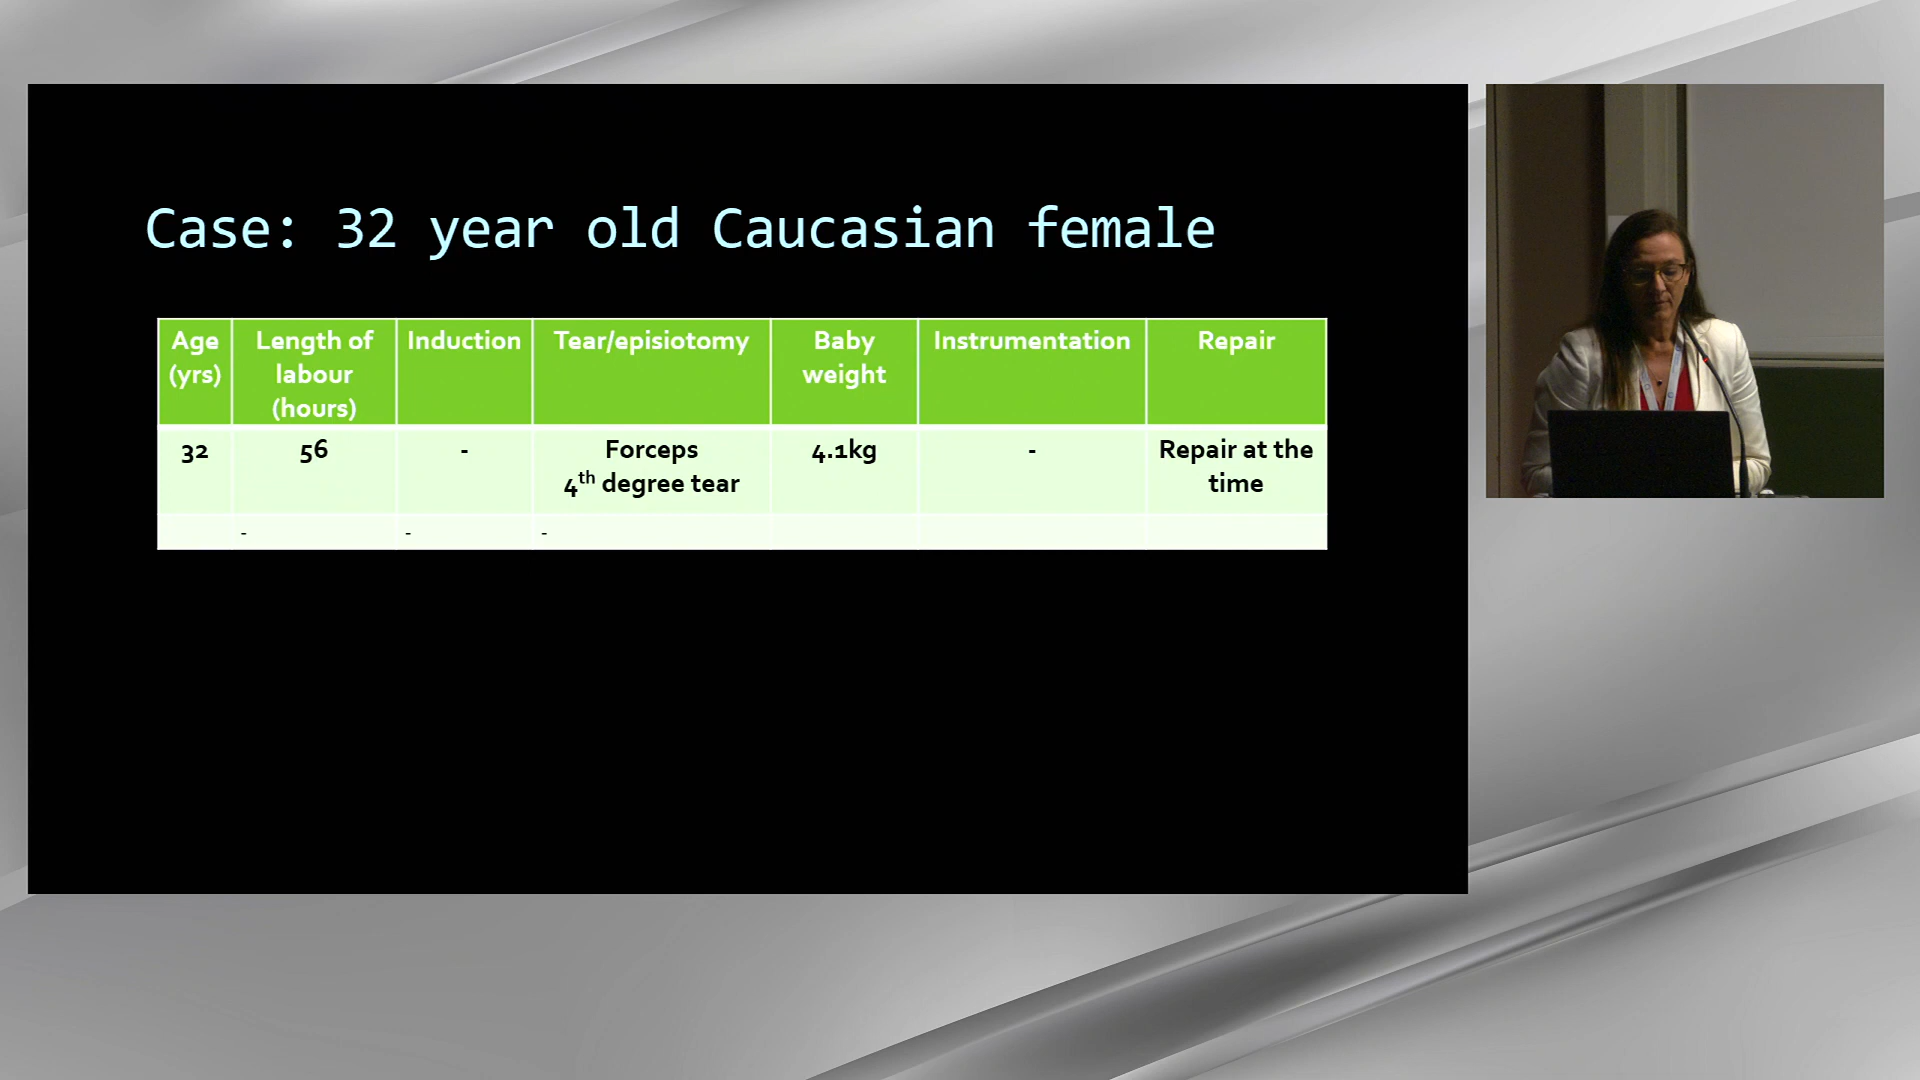 Case: 32 year old Caucasian female
Age (yrs) Length of labour (hours) Induction Tear/episiotomy Baby weight Instrumentation Repair
32 56 - Forceps 4th degree tear 4.1kg - Repair at the time
- - -